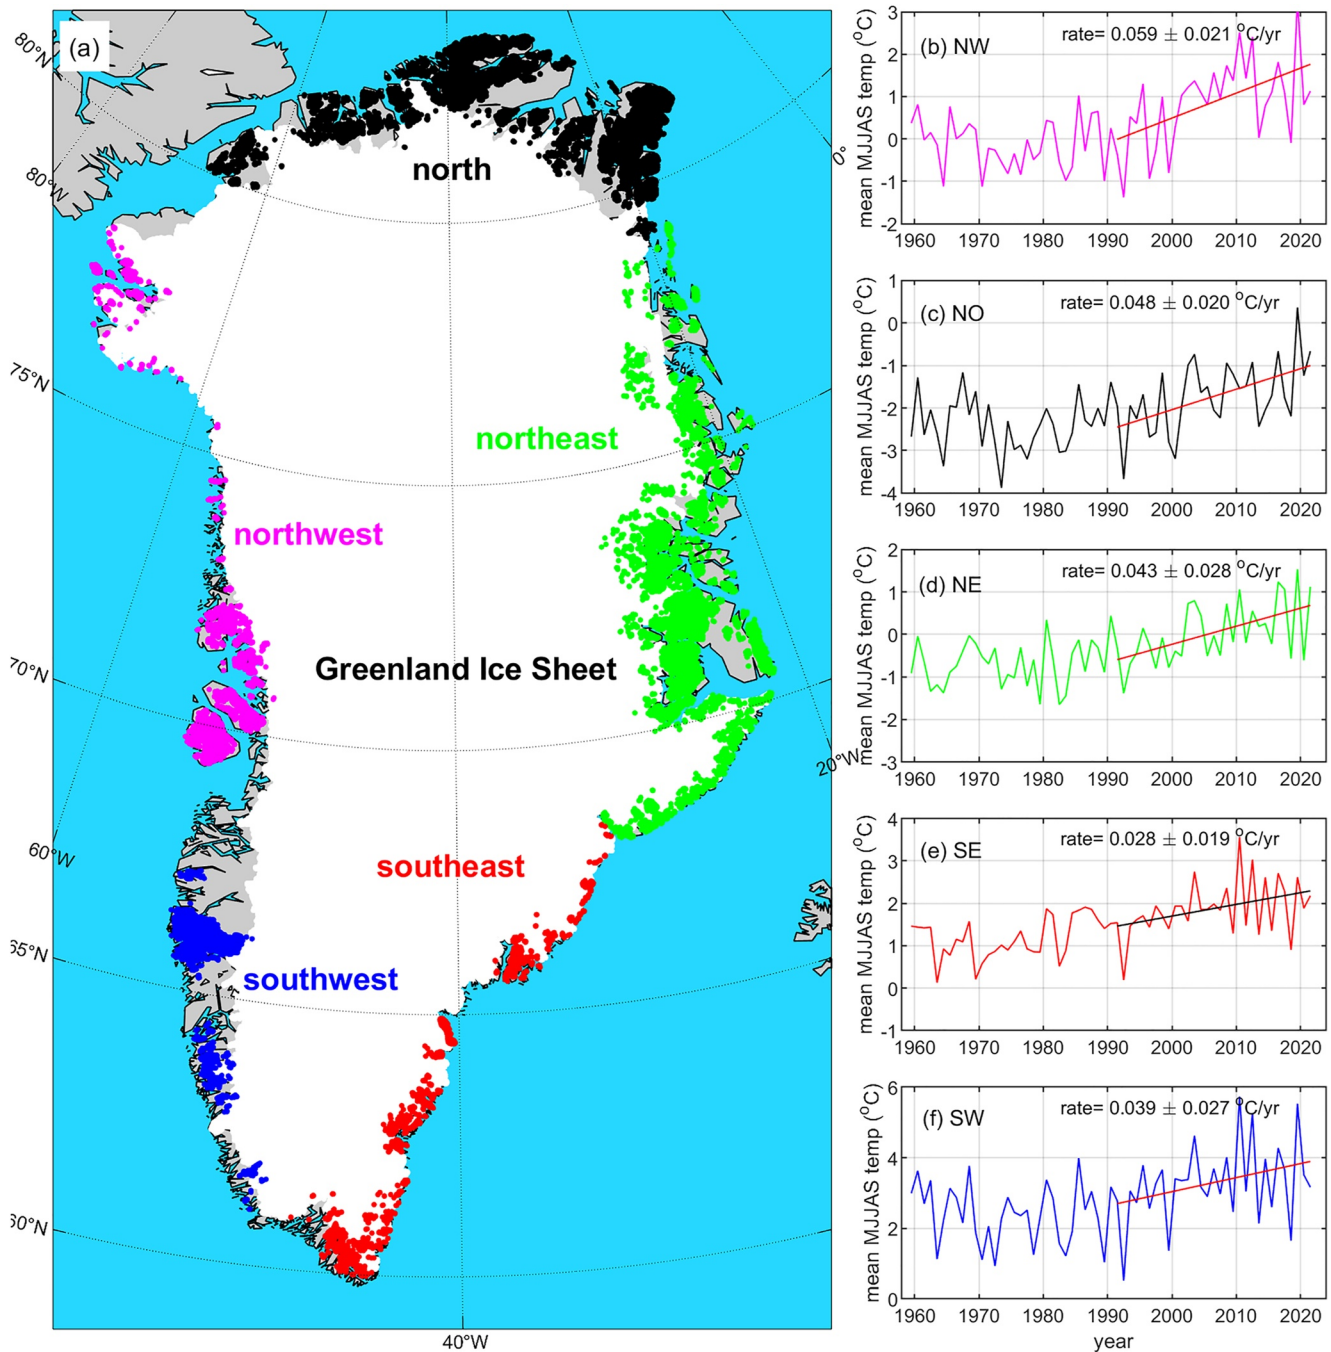 (a)
80°N
80°W
75°N
70°N
60°W
65°N
60°N
40°W
20°W
0°
north
northeast
northwest
Greenland Ice Sheet
southeast
southwest
mean MJJAS temp (°C)
(b) NW
rate= 0.059 ± 0.021 °C/yr
3
2
1
0
-1
-2
1960 1970 1980 1990 2000 2010 2020
mean MJJAS temp (°C)
(c) NO
rate= 0.048 ± 0.020 °C/yr
1
0
-1
-2
-3
-4
1960 1970 1980 1990 2000 2010 2020
mean MJJAS temp (°C)
(d) NE
rate= 0.043 ± 0.028 °C/yr
2
1
0
-1
-2
-3
1960 1970 1980 1990 2000 2010 2020
mean MJJAS temp (°C)
(e) SE
rate= 0.028 ± 0.019 °C/yr
4
3
2
1
0
-1
1960 1970 1980 1990 2000 2010 2020
mean MJJAS temp (°C)
(f) SW
rate= 0.039 ± 0.027 °C/yr
6
4
2
0
1960 1970 1980 1990 2000 2010 2020
year